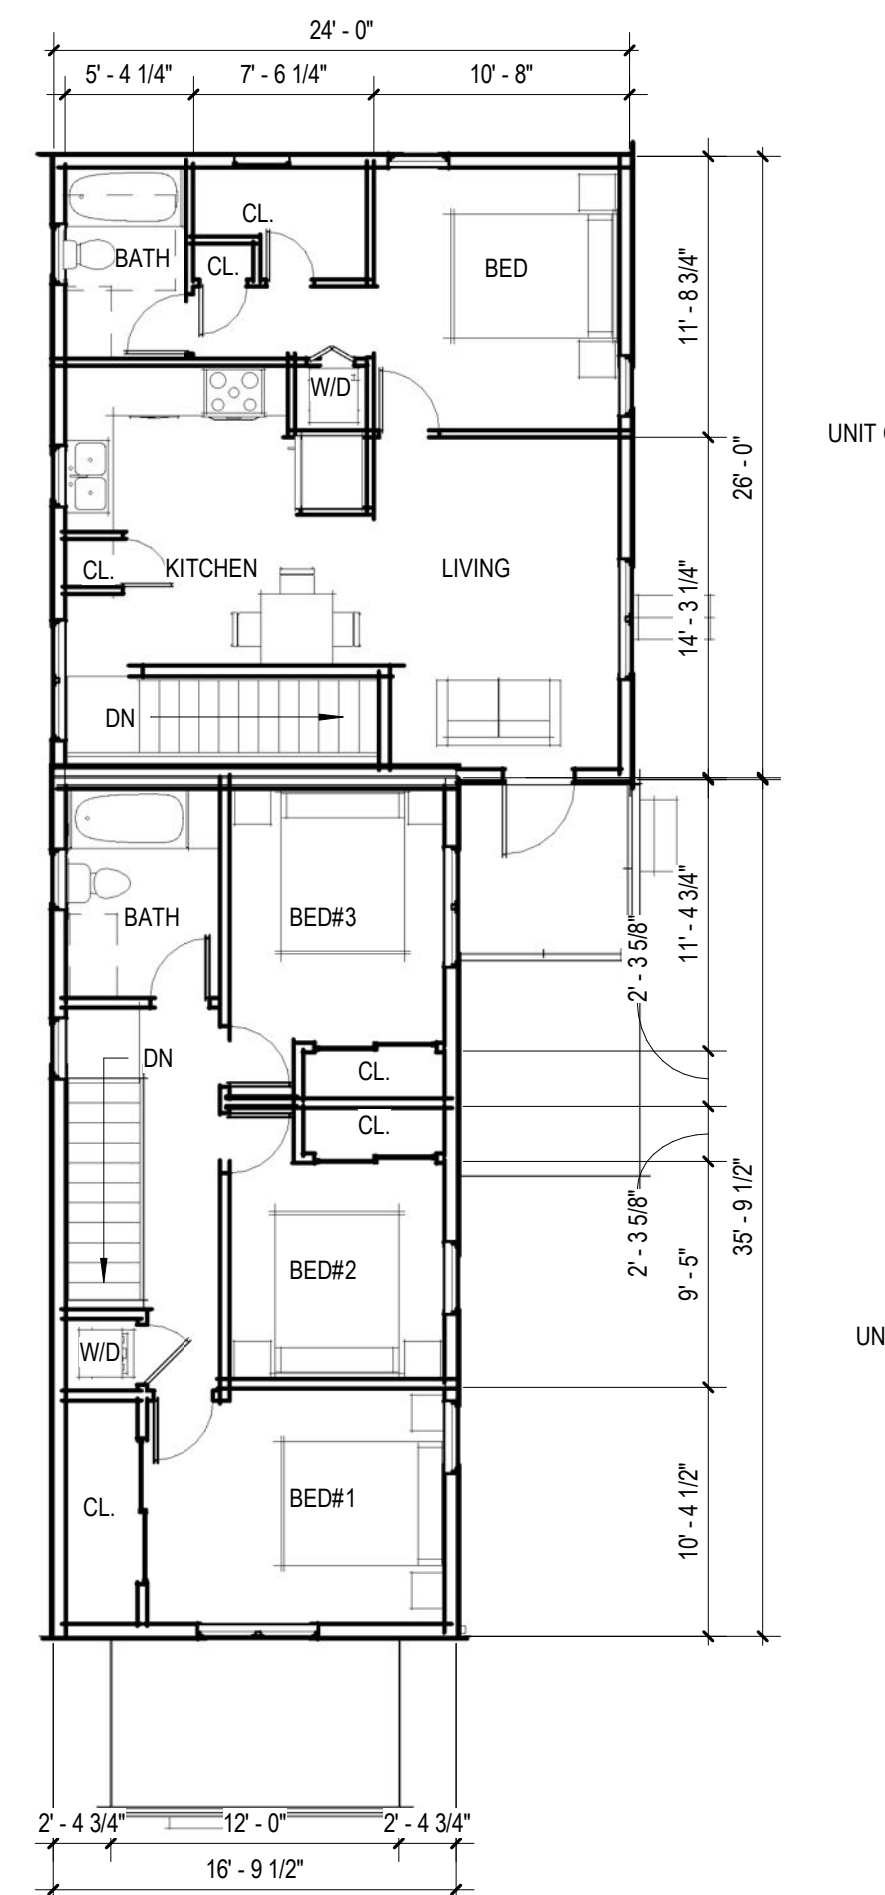 24' - 0"
5' - 4 1/4" 7' - 6 1/4" 10' - 8"
CL.
BATH CL. BED
11' - 8 3/4"
W/D
UNIT
26' - 0"
CL. KITCHEN LIVING
14' - 3 1/4"
DN
BATH BED#3
11' - 4 3/4"
2' - 3 5/8"
DN
CL.
CL.
2' - 3 5/8"
35' - 9 1/2"
BED#2
9' - 5"
W/D
UN
CL. BED#1
10' - 4 1/2"
2' - 4 3/4" 12' - 0" 2' - 4 3/4"
16' - 9 1/2"